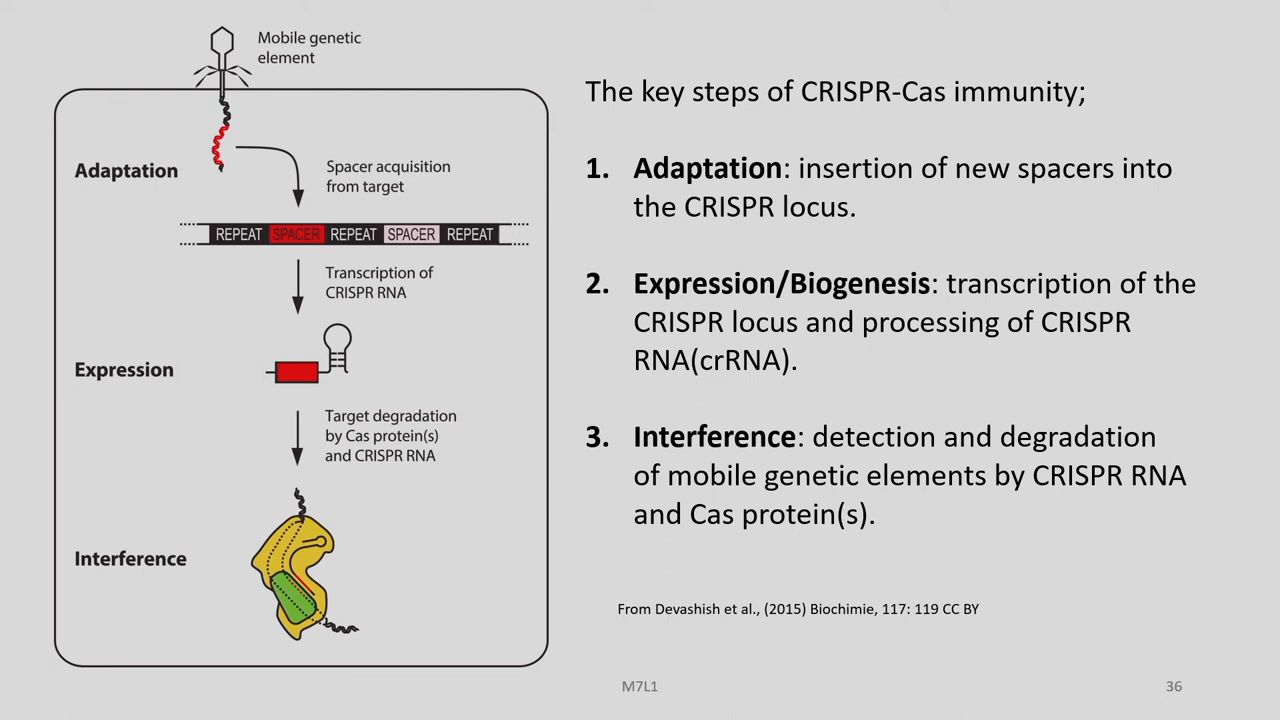 Mobile genetic
element
Adaptation
Spacer acquisition
from target
REPEAT SPACER REPEAT SPACER REPEAT
Transcription of
CRISPR RNA
Expression
Target degradation
by Cas protein(s)
and CRISPR RNA
Interference
The key steps of CRISPR-Cas immunity;
1. Adaptation: insertion of new spacers into
the CRISPR locus.
2. Expression/Biogenesis: transcription of the
CRISPR locus and processing of CRISPR
RNA(crRNA).
3. Interference: detection and degradation
of mobile genetic elements by CRISPR RNA
and Cas protein(s).
From Devashish et al., (2015) Biochimie, 117: 119 CC BY
M7L1
36